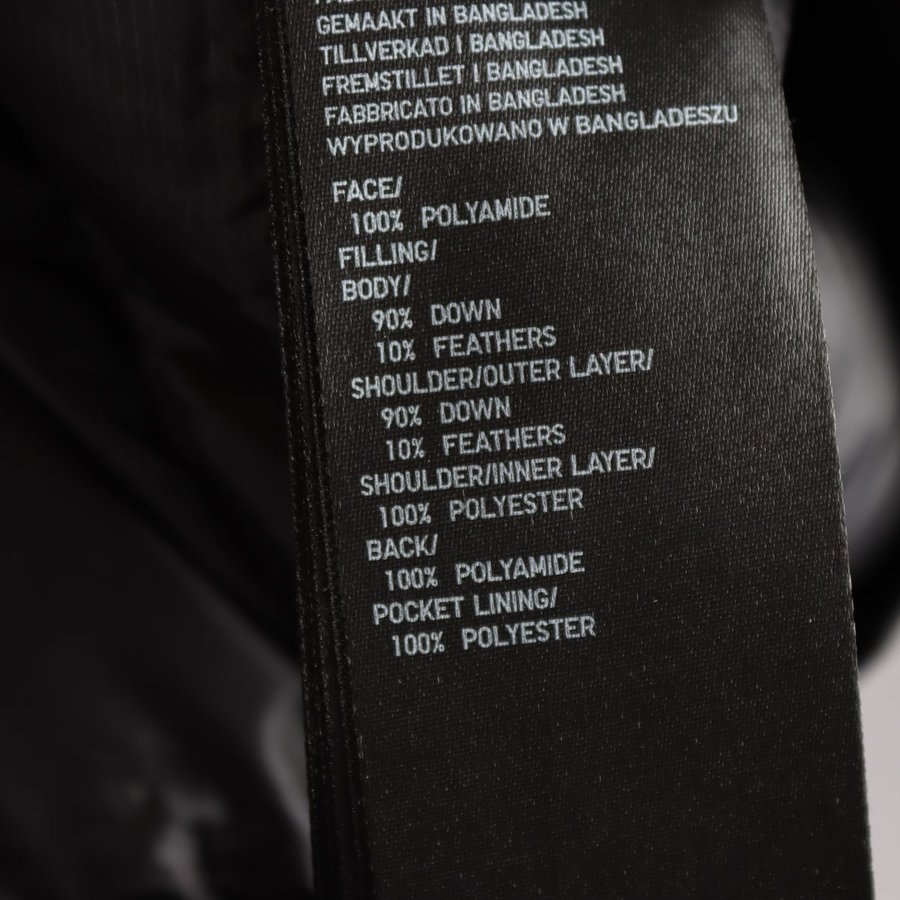 GEMAAKT IN BANGLADESH
TILLVERKAD I BANGLADESH
FREMSTILLET I BANGLADESH
FABBRICATO IN BANGLADESH
WYPRODUKOWANO W BANGLADESZU
FACE/
100% POLYAMIDE
FILLING/
BODY/
90% DOWN
10% FEATHERS
SHOULDER/OUTER LAYER/
90% DOWN
10% FEATHERS
SHOULDER/INNER LAYER/
100% POLYESTER
BACK/
100% POLYAMIDE
POCKET LINING/
100% POLYESTER